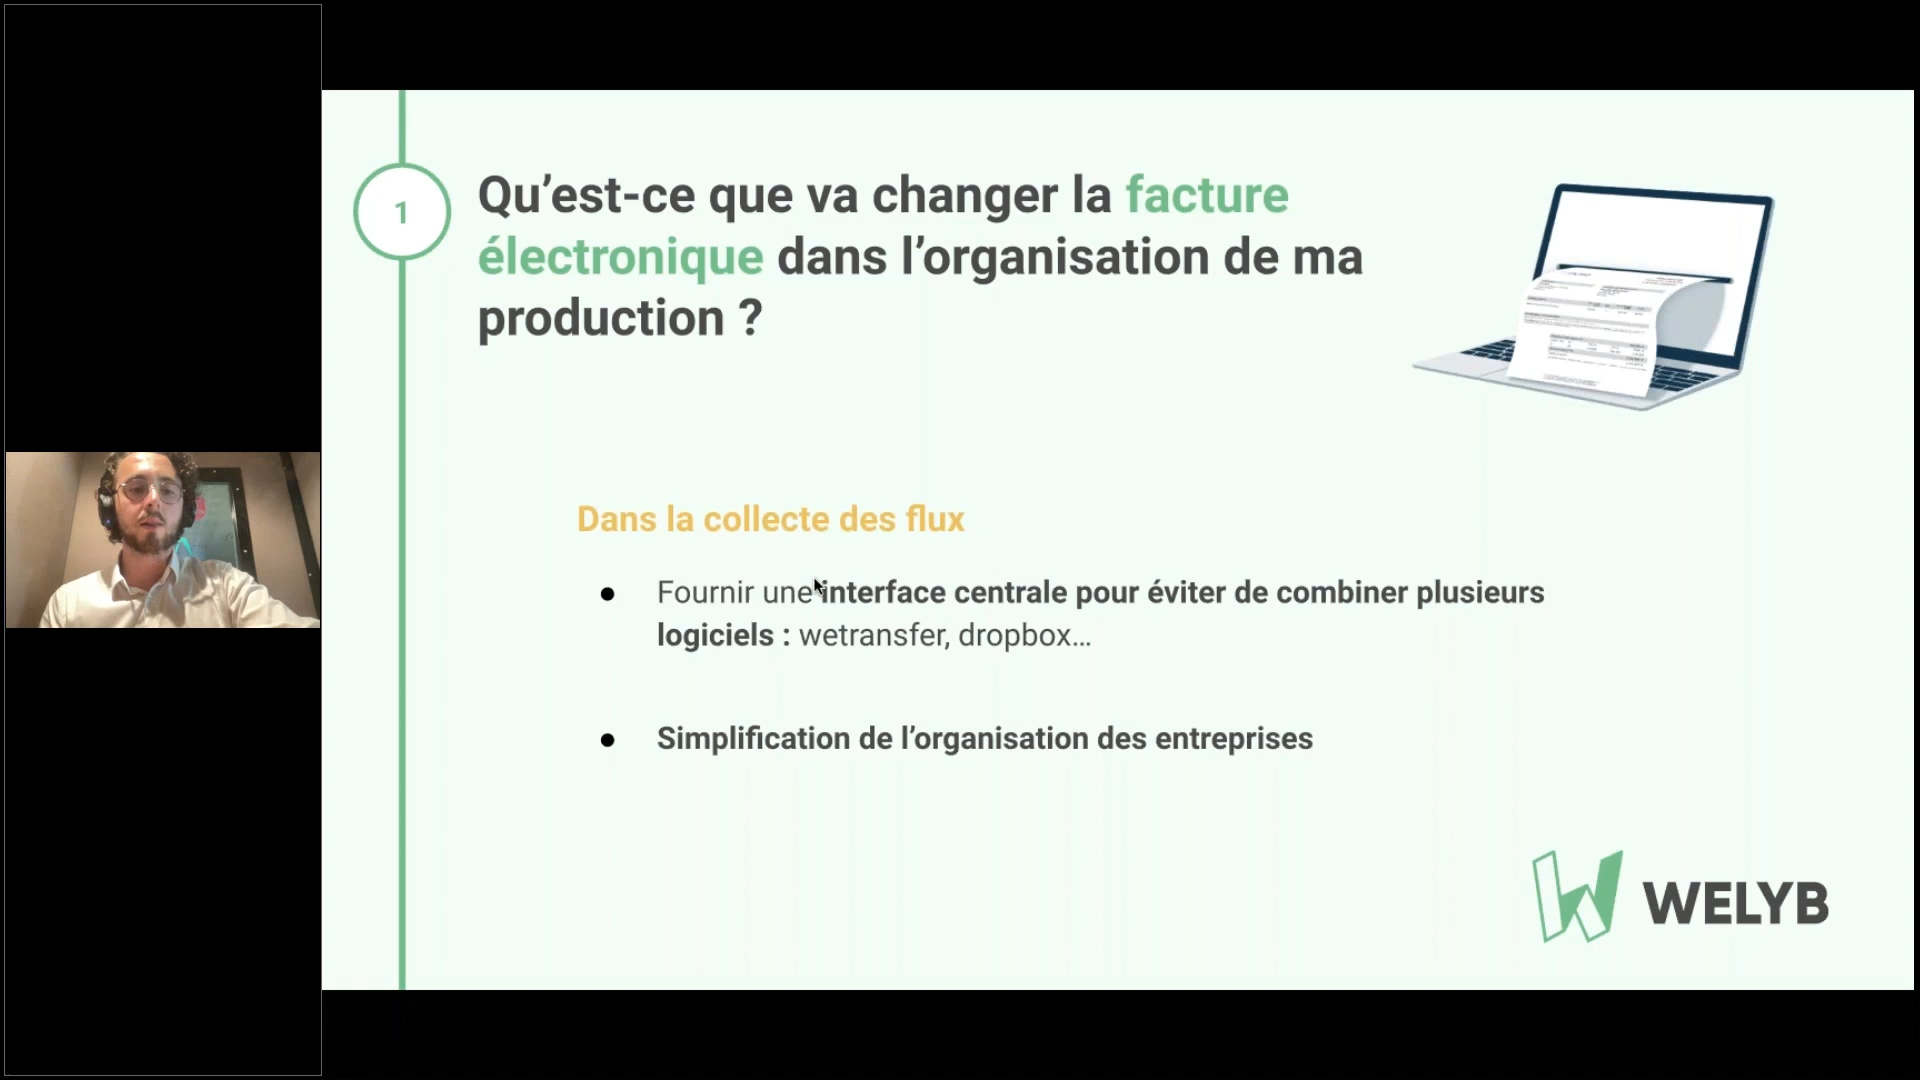 1
Qu’est-ce que va changer la facture
électronique dans l’organisation de ma
production ?
Dans la collecte des flux
● Fournir une interface centrale pour éviter de combiner plusieurs
logiciels : wetransfer, dropbox…
● Simplification de l’organisation des entreprises
WELYB